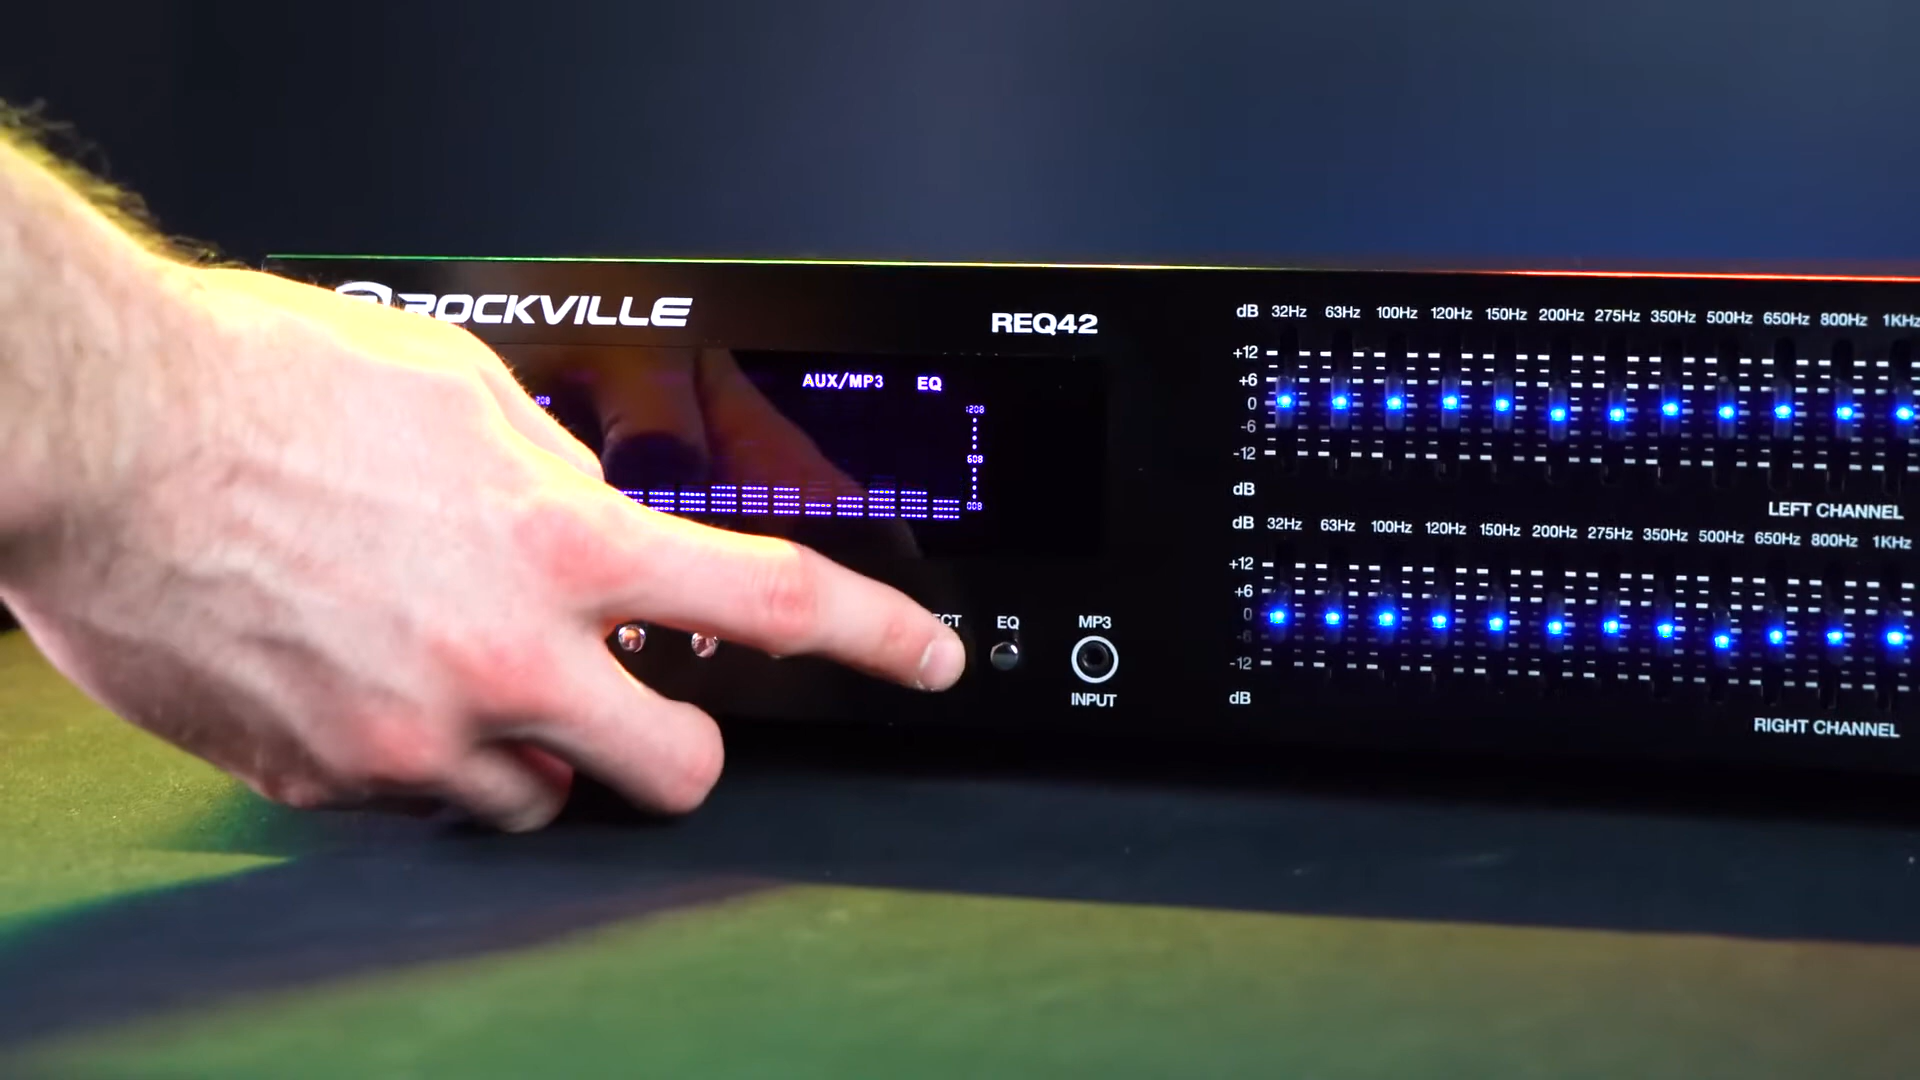 ROCKVILLE
REQ42
AUX/MP3 EQ
EQ MP3
INPUT
dB 32Hz 63Hz 100Hz 120Hz 150Hz 200Hz 275Hz 350Hz 500Hz 650Hz 800Hz 1KHz
+12
+6
0
-6
-12
dB
LEFT CHANNEL
dB 32Hz 63Hz 100Hz 120Hz 150Hz 200Hz 275Hz 350Hz 500Hz 650Hz 800Hz 1KHz
+12
+6
0
-6
-12
dB
RIGHT CHANNEL